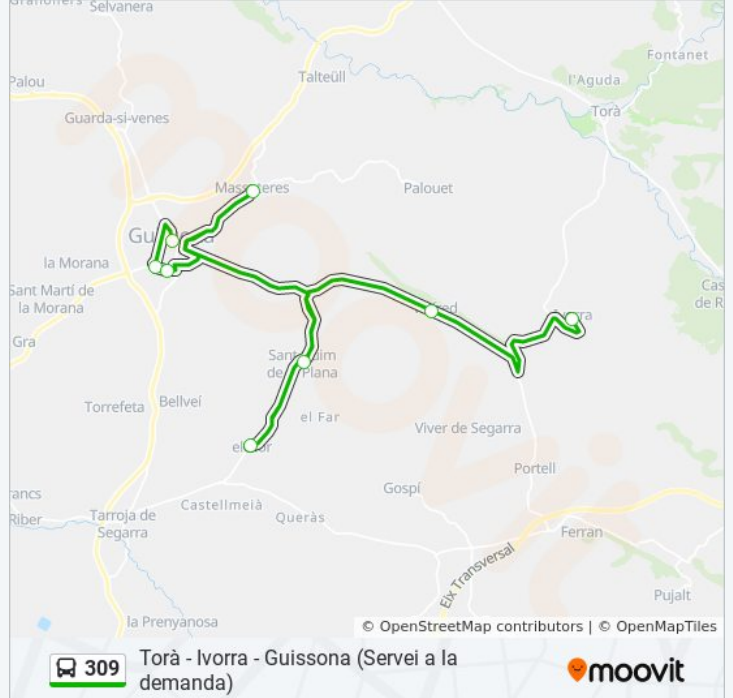 Selvanera
Fontanet
Talteüll
Palou
l'Aguda
Torà
Guarda-si-venes
Palouet
la Morana
Sant Martí de
la Morana
Gra
el Far
Bellveí
Torrefeta
Viver de Segarra
Portell
Gospí
Castellmeià
Queràs
Tarroja de
Segarra
Riber
Ferran
Eix Transversal
Pujalt
la Prenyanosa
© OpenStreetMap contributors | © OpenMapTiles
309
Torà - Ivorra - Guissona (Servei a la
demanda)
moovit